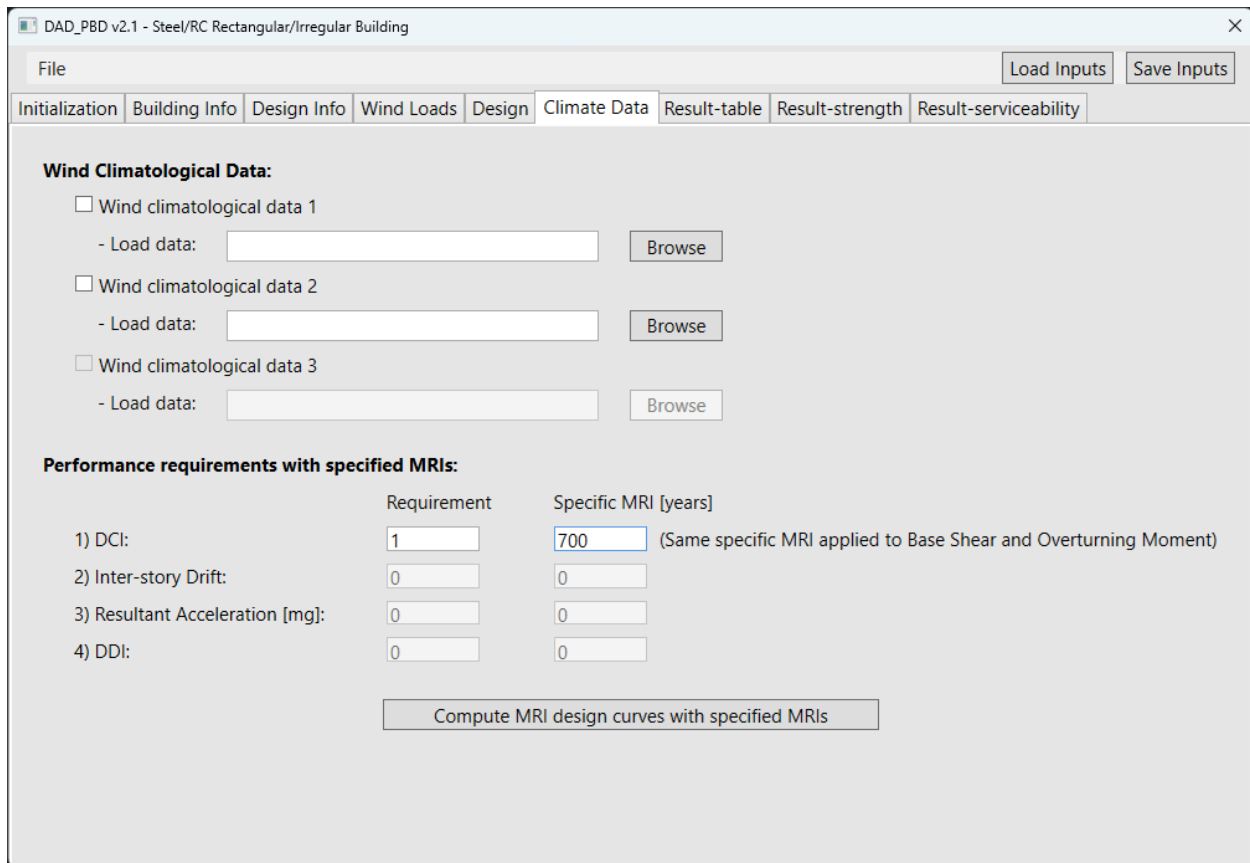 DAD_PBD v2.1 - Steel/RC Rectangular/Irregular Building
File Load Inputs Save Inputs
Initialization Building Info Design Info Wind Loads Design Climate Data Result-table Result-strength Result-serviceability
Wind Climatological Data:
Wind climatological data 1
- Load data: Browse
Wind climatological data 2
- Load data: Browse
Wind climatological data 3
- Load data: Browse
Performance requirements with specified MRIs:
Requirement Specific MRI [years]
1) DCI: 1 700 (Same specific MRI applied to Base Shear and Overturning Moment)
2) Inter-story Drift: 0 0
3) Resultant Acceleration [mg]: 0 0
4) DDI: 0 0
Compute MRI design curves with specified MRIs